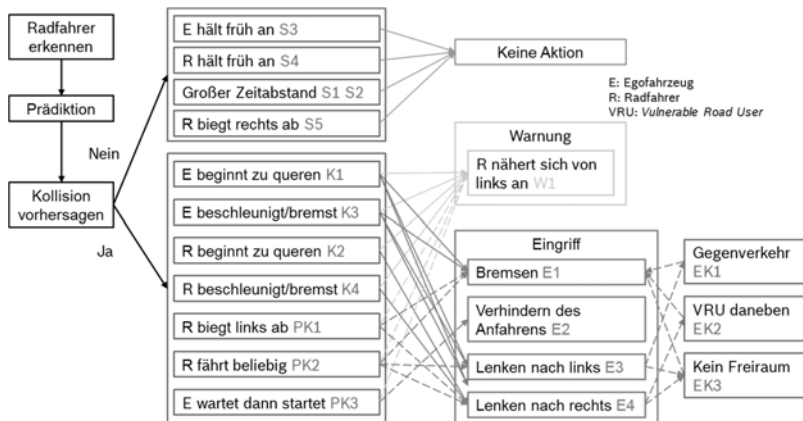 Radfahrer
erkennen
Prädiktion
Nein
Kollision
vorhersagen
Ja
E hält früh an S3
R hält früh an S4
Großer Zeitabstand S1 S2
R biegt rechts ab S5
E beginnt zu queren K1
E beschleunigt/bremst K3
R beginnt zu queren K2
R beschleunigt/bremst K4
R biegt links ab PK1
R fährt beliebig PK2
E wartet dann startet PK3
Keine Aktion
E: Egofahrzeug
R: Radfahrer
VRU: Vulnerable Road User
Warnung
R nähert sich von
links an W1
Eingriff
Bremsen E1
Verhindern des
Anfahrens E2
Lenken nach links E3
Lenken nach rechts E4
Gegenverkehr
EK1
VRU daneben
EK2
Kein Freiraum
EK3